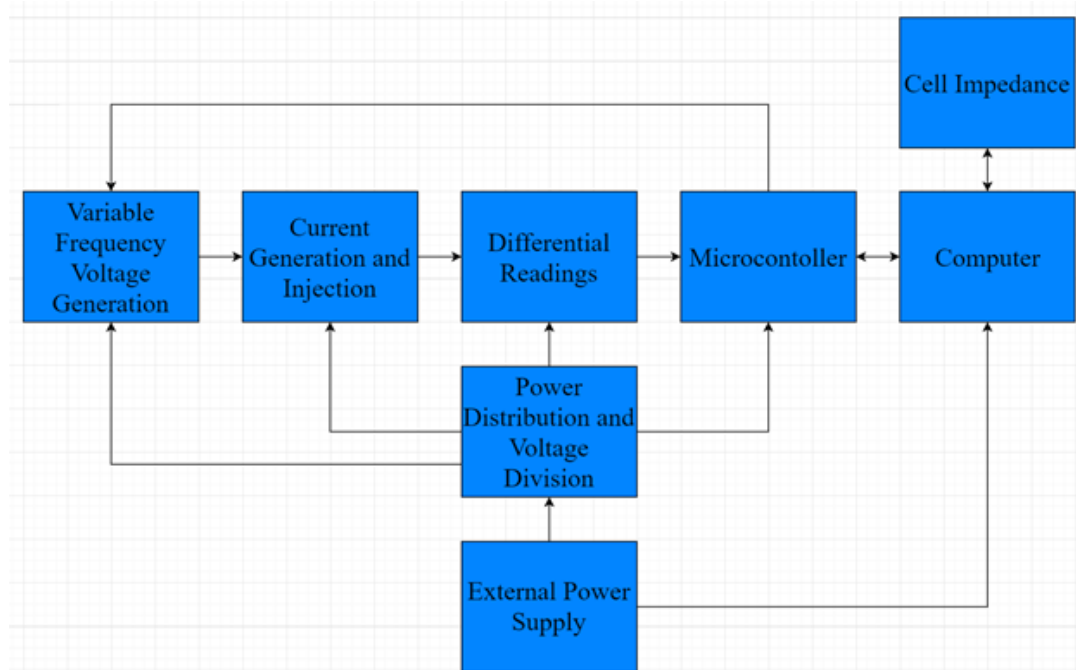 Cell Impedance
Variable
Frequency
Voltage
Generation
Current
Generation and
Injection
Differential
Readings
Microcontoller
Computer
Power
Distribution and
Voltage
Division
External Power
Supply